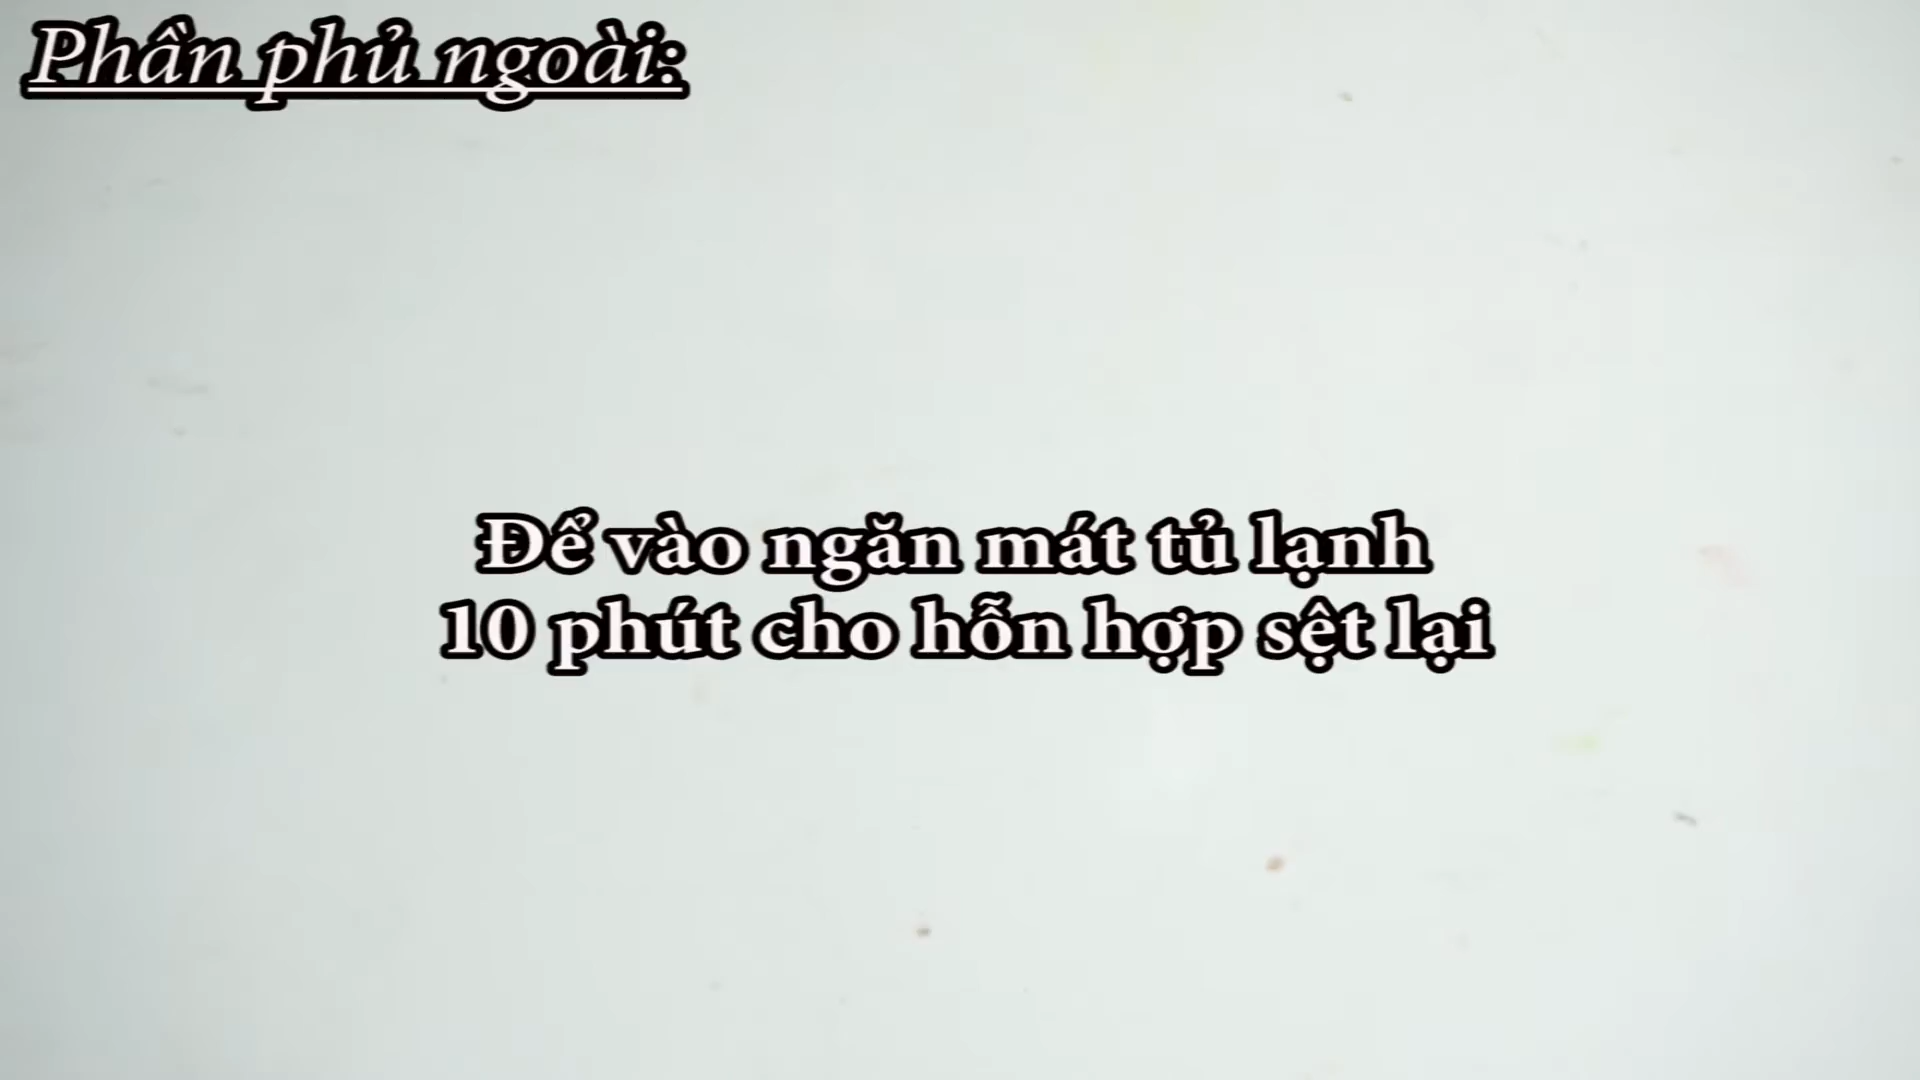 Phần phủ ngoài:
Để vào ngăn mát tủ lạnh
10 phút cho hỗn hợp sệt lại